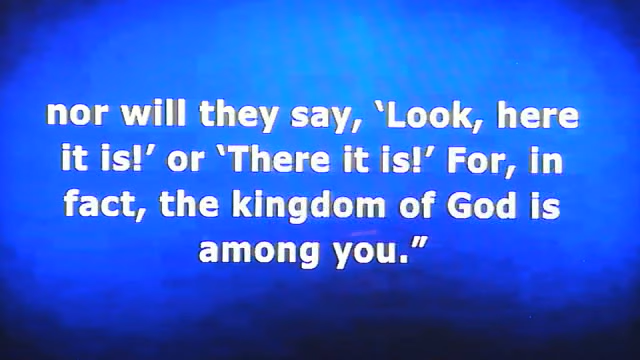 nor will they say, ‘Look, here
it is!’ or ‘There it is!’ For, in
fact, the kingdom of God is
among you.”